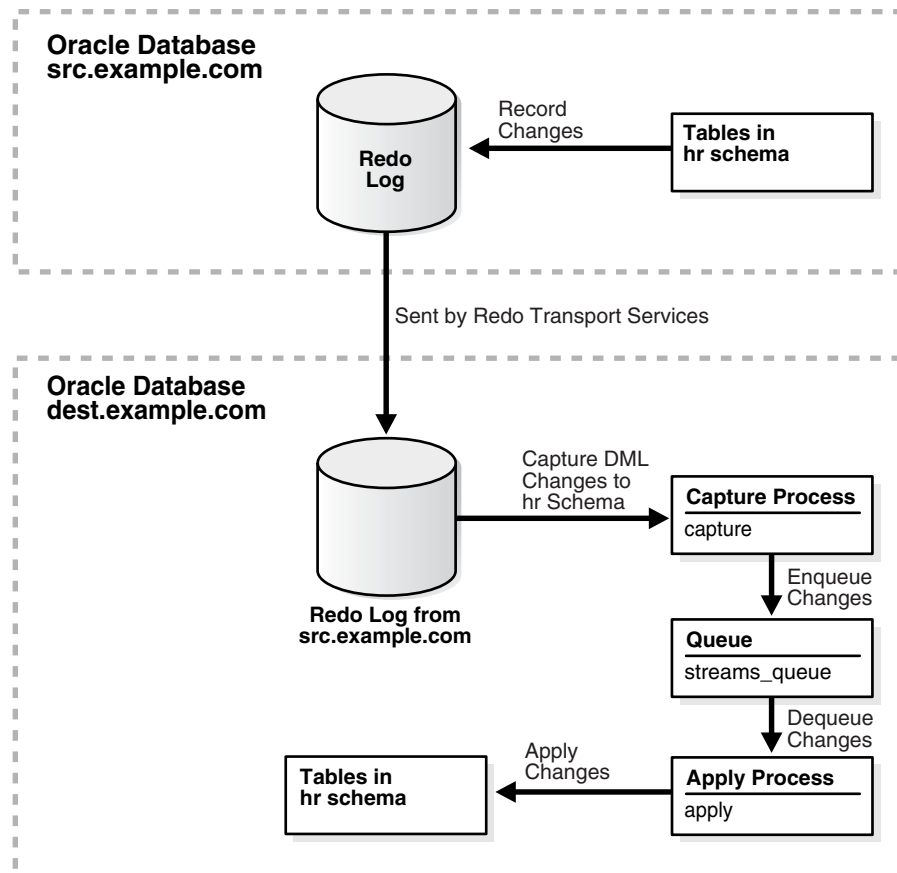 Oracle Database
src.example.com
Record
Changes
Tables in
hr schema
Redo
Log
Sent by Redo Transport Services
Oracle Database
dest.example.com
Capture DML
Changes to
hr Schema
Capture Process
capture
Redo Log from
src.example.com
Enqueue
Changes
Queue
streams_queue
Dequeue
Changes
Apply
Changes
Tables in
hr schema
Apply Process
apply